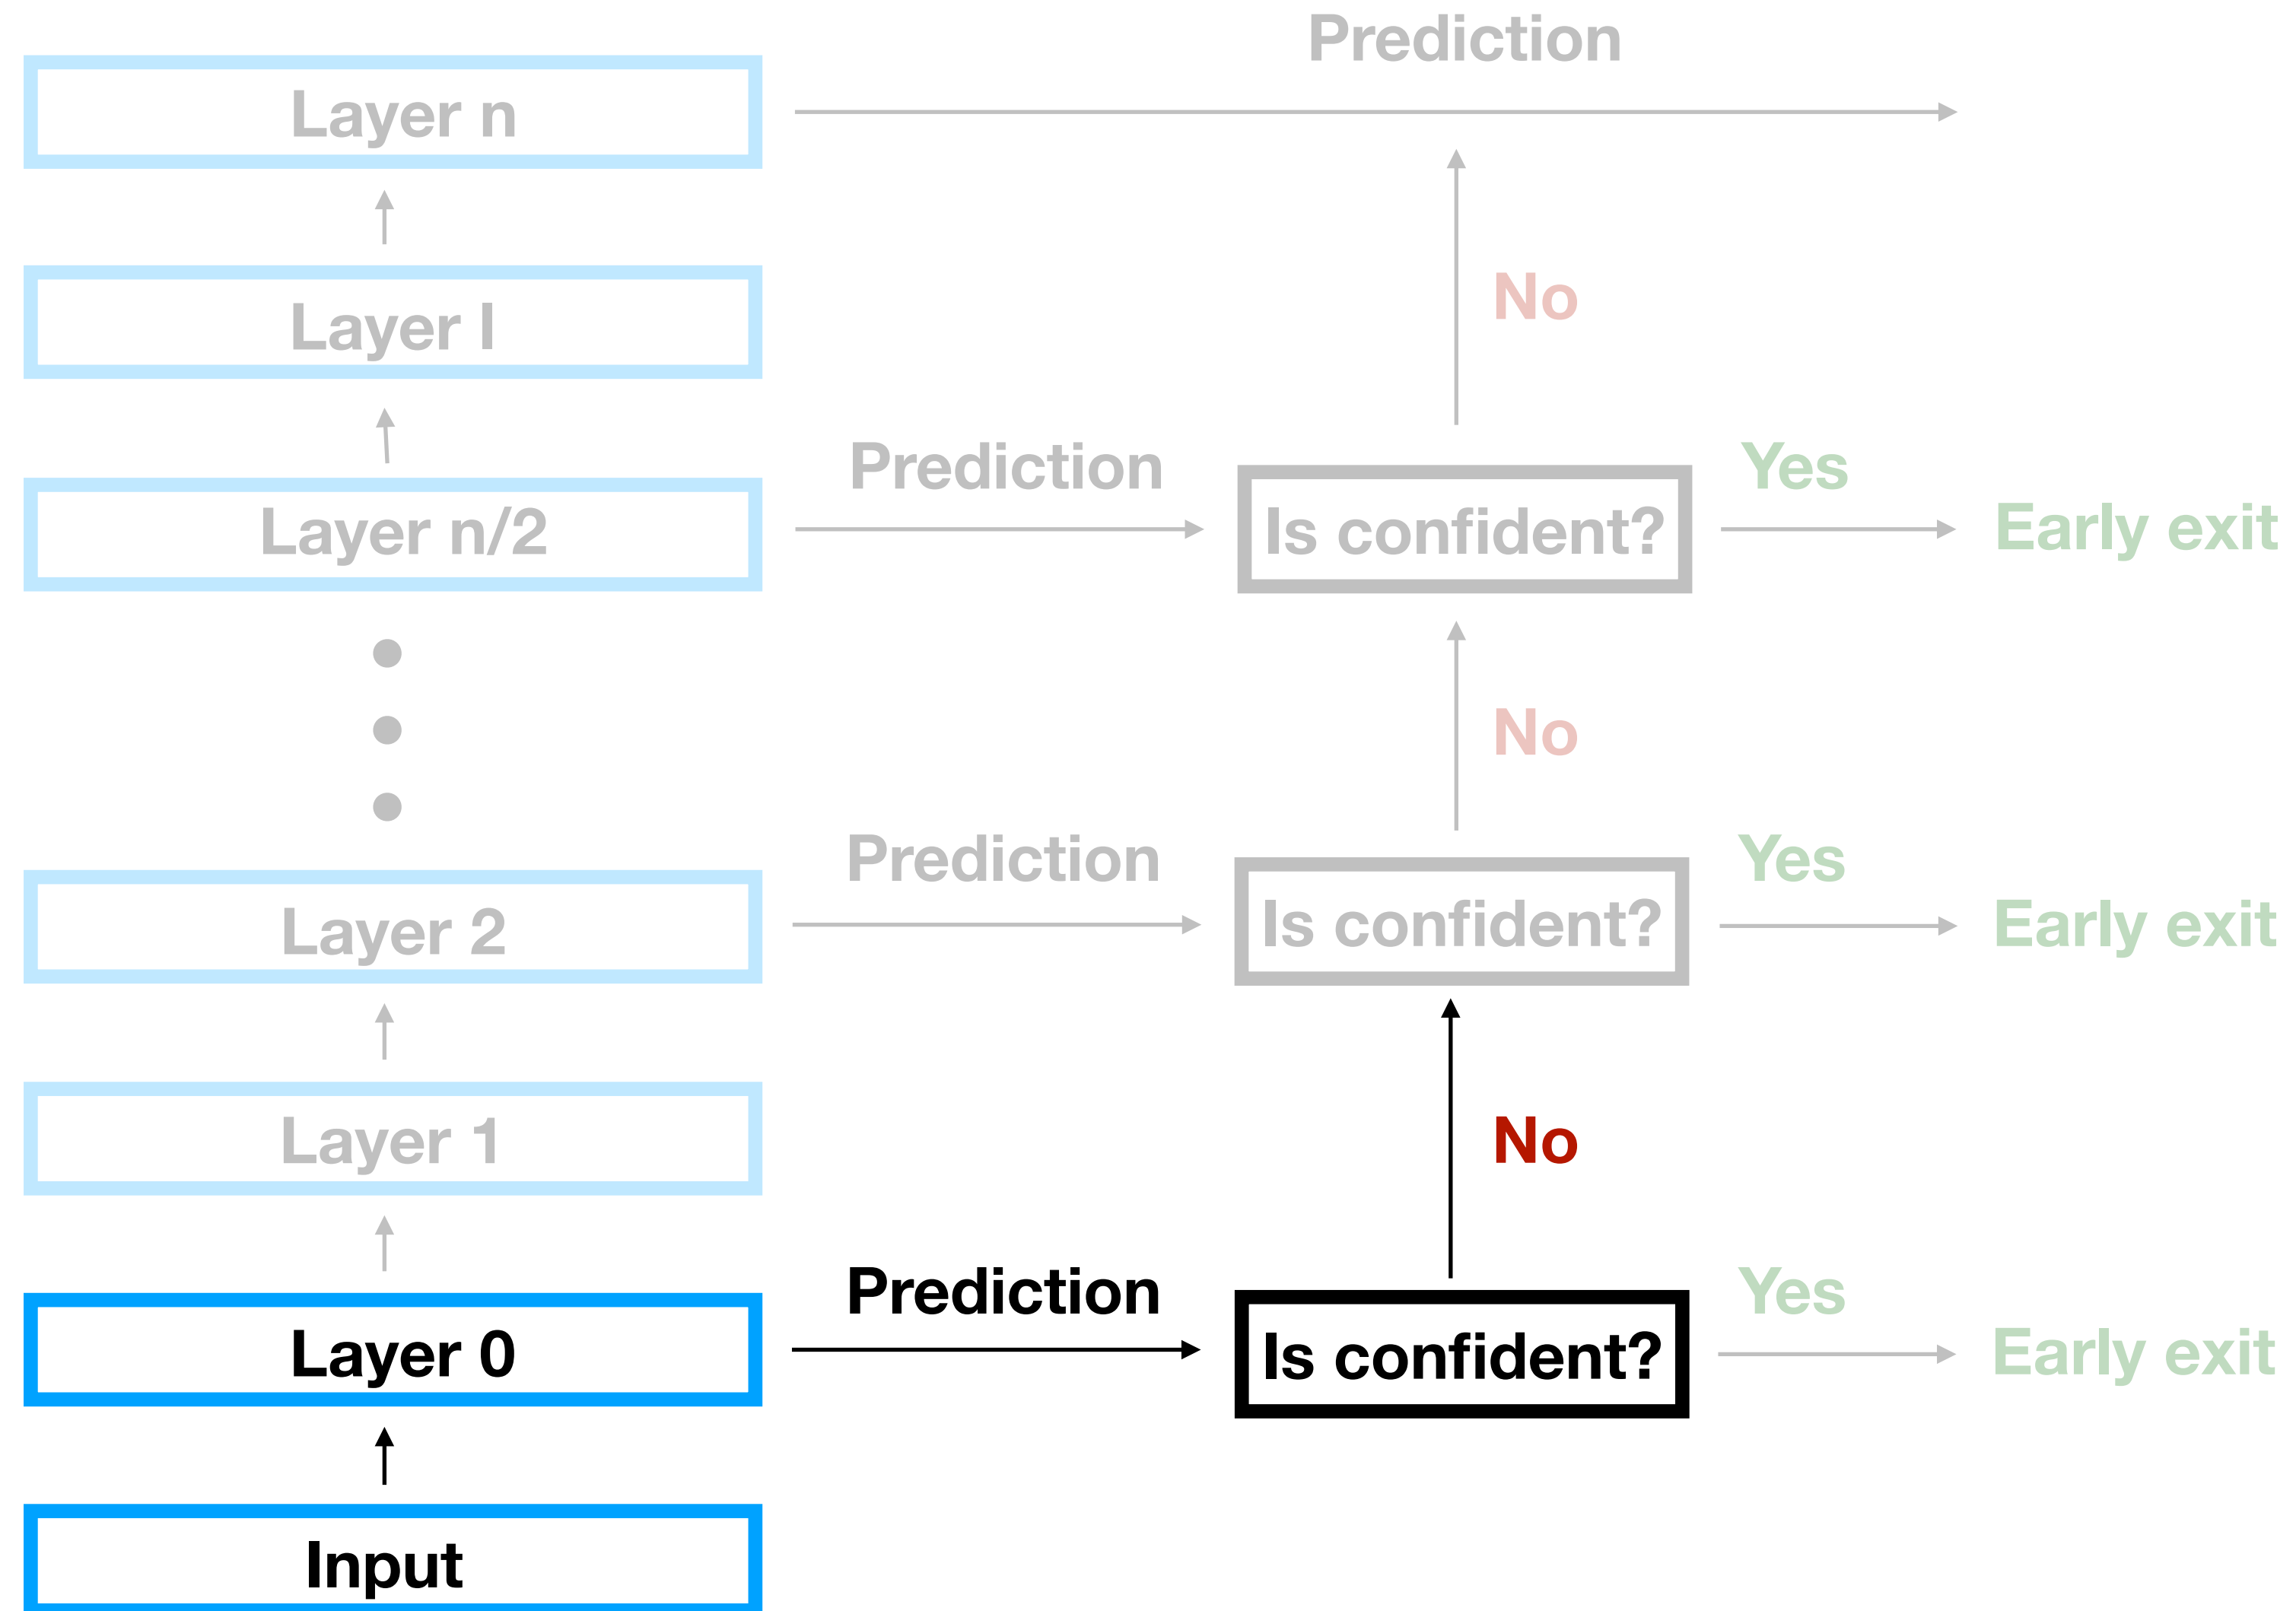 Prediction
Layer n
No
Layer l
Prediction
Yes
Layer n/2
Is confident?
Early exit
No
Prediction
Yes
Layer 2
Is confident?
Early exit
Layer 1
No
Prediction
Yes
Layer 0
Is confident?
Early exit
Input